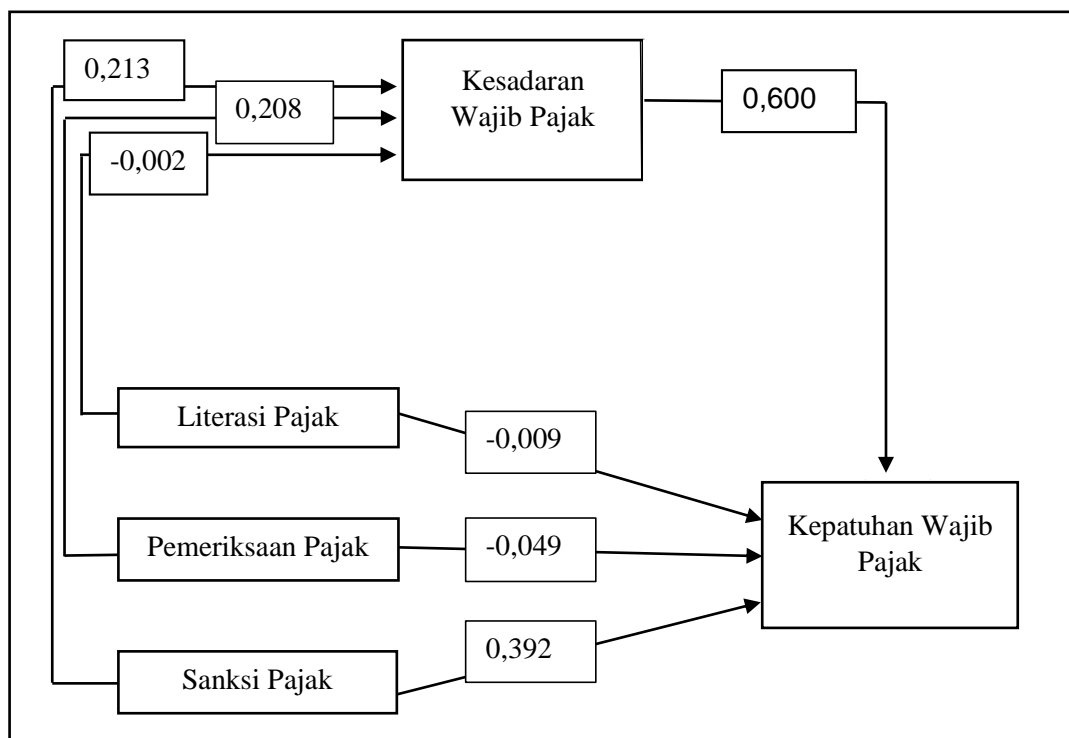 0,213
0,208
-0,002
Kesadaran
Wajib Pajak
0,600
Literasi Pajak
-0,009
Pemeriksaan Pajak
-0,049
Kepatuhan Wajib
Pajak
Sanksi Pajak
0,392